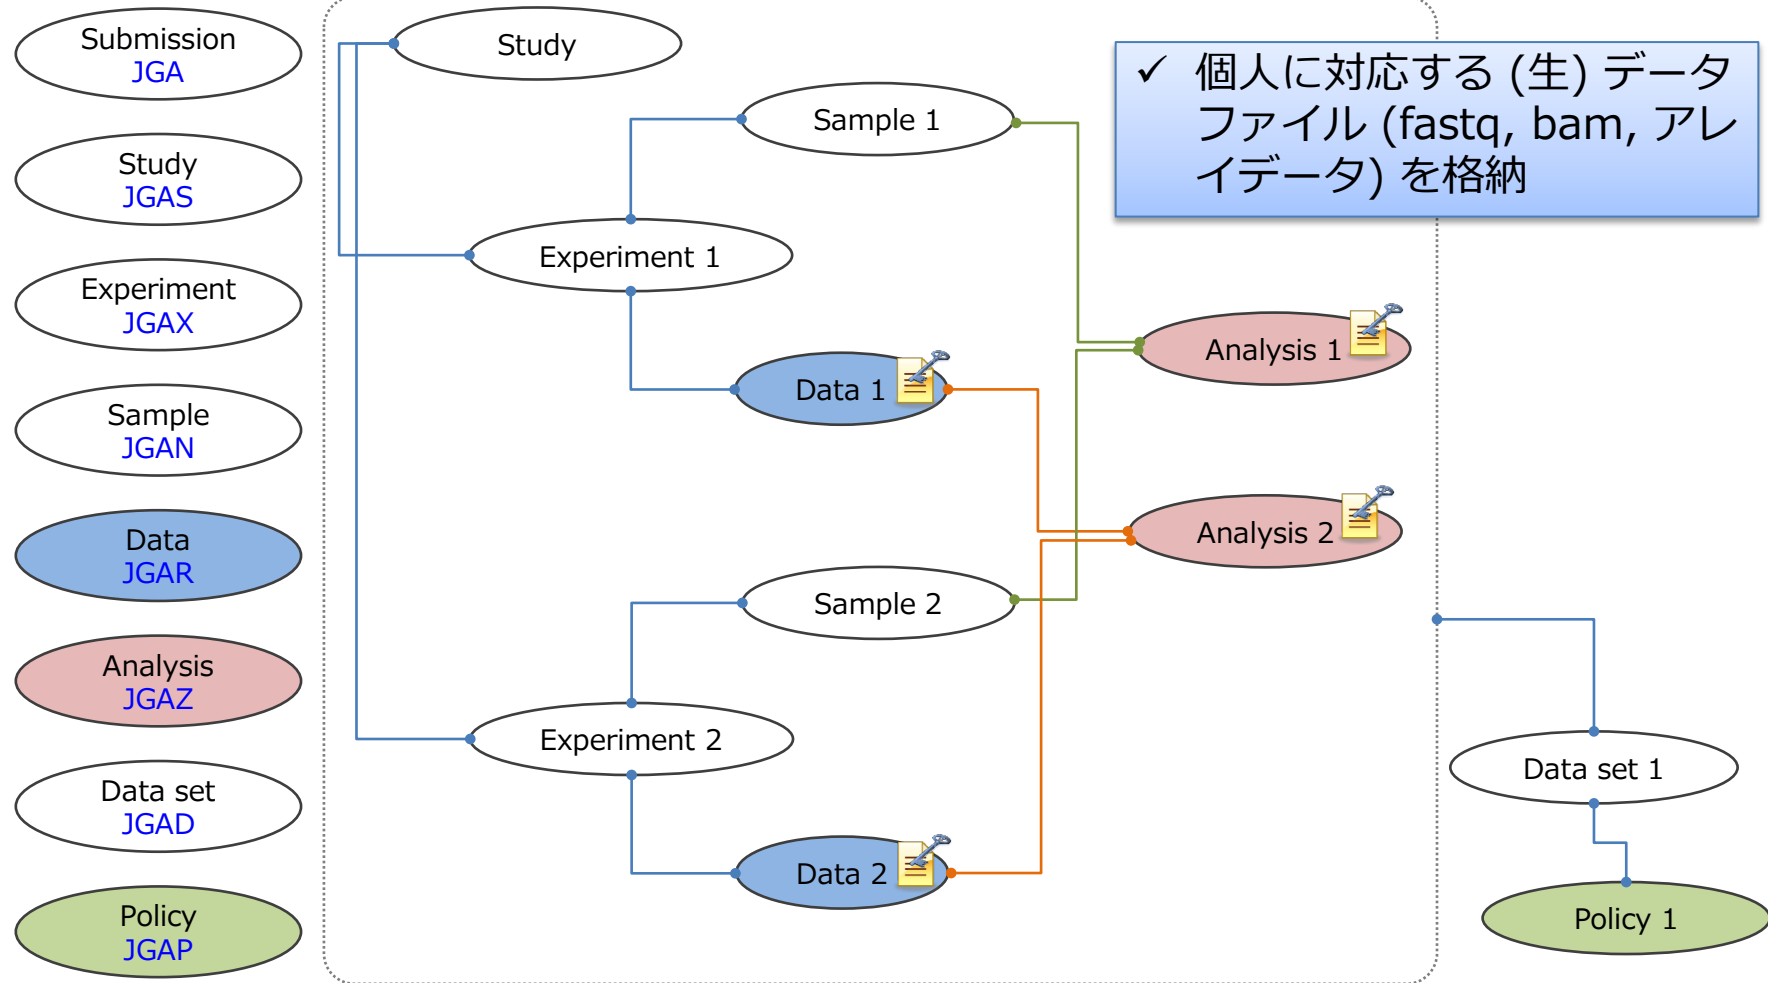 Submission
JGA
Study
JGAS
Experiment
JGAX
Sample
JGAN
Data
JGAR
Analysis
JGAZ
Data set
JGAD
Policy
JGAP
Study
Sample 1
Experiment 1
Data 1
Sample 2
Experiment 2
Data 2
✓ 個人に対応する (生) データ
ファイル (fastq, bam, アレ
イデータ) を格納
Analysis 1
Analysis 2
Data set 1
Policy 1